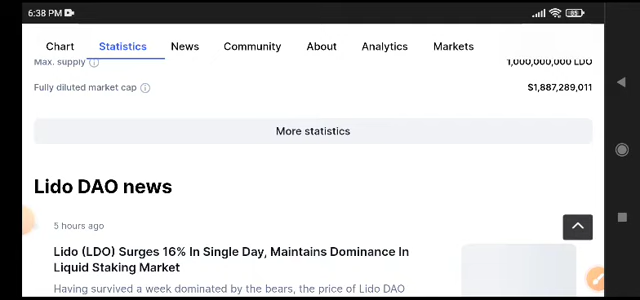 6:38 PM
83
Chart Statistics News Community About Analytics Markets
Max. supply 1,000,000,000 LDO
Fully diluted market cap $1,887,289,011
More statistics
Lido DAO news
5 hours ago
Lido (LDO) Surges 16% In Single Day, Maintains Dominance In
Liquid Staking Market
Having survived a week dominated by the bears, the price of Lido DAO